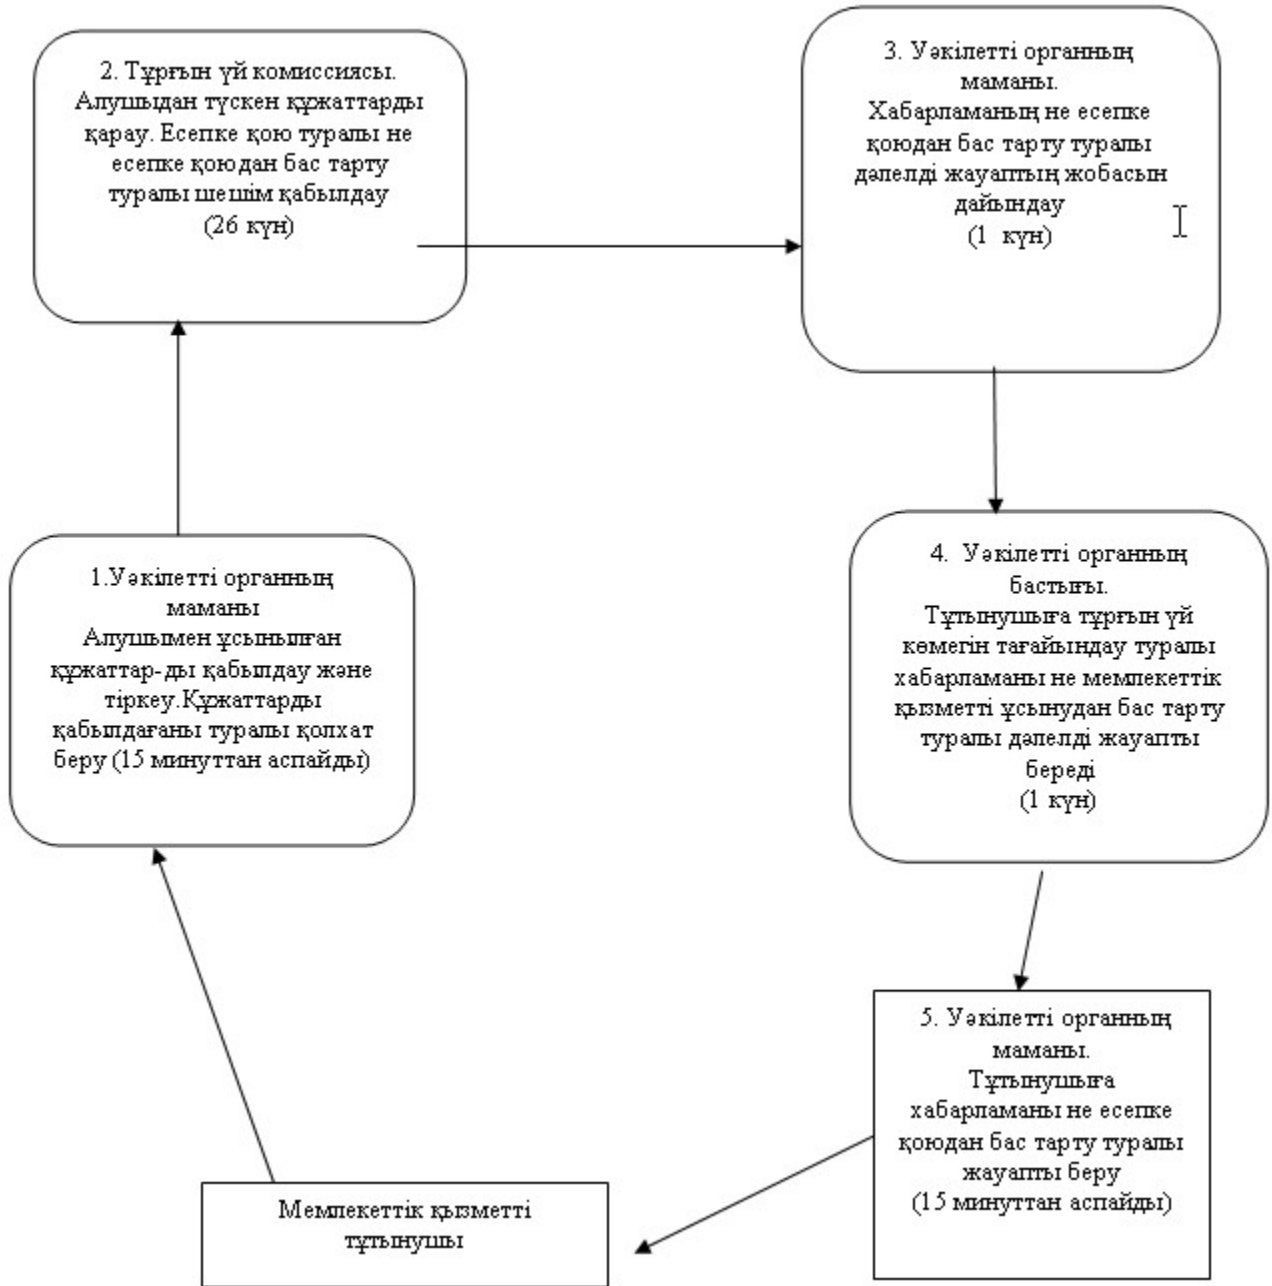 2. Тұрғын үй комиссиясы.
Алушыдан түскен құжаттарды
қарау. Есепке қою туралы не
есепке қоюдан бас тарту
туралы шешім қабылдау
(26 күн)
3. Уәкілетті органның
маманы.
Хабарламаның не есепке
қоюдан бас тарту туралы
дәлелді жауаптың жобасын
дайындау
(1 күн)
1.Уәкілетті органның
маманы
Алушымен ұсынылған
құжаттар-ды қабылдау және
тіркеу.Құжаттарды
қабылдағаны туралы қолхат
беру (15 минуттан аспайды)
4. Уәкілетті органның
бастығы.
Тұтынушыға тұрғын үй
көмегін тағайындау туралы
хабарламаны не мемлекеттік
қызметті ұсынудан бас тарту
туралы дәлелді жауапты
береді
(1 күн)
5. Уәкілетті органның
маманы.
Тұтынушыға
хабарламаны не есепке
қоюдан бас тарту туралы
жауапты беру
(15 минуттан аспайды)
Мемлекеттік қызметті
тұтынушы